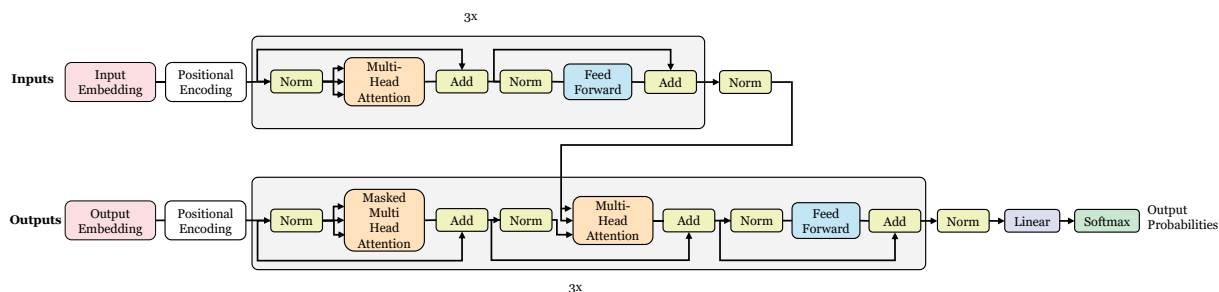 3x
Inputs
Input
Embedding
Positional
Encoding
Norm
Multi-
Head
Attention
Add
Norm
Feed
Forward
Add
Norm
Outputs
Output
Embedding
Positional
Encoding
Norm
Masked
Multi
Head
Attention
Add
Norm
Multi-
Head
Attention
Add
Norm
Feed
Forward
Add
Norm
Linear
Softmax
Output
Probabilities
3x